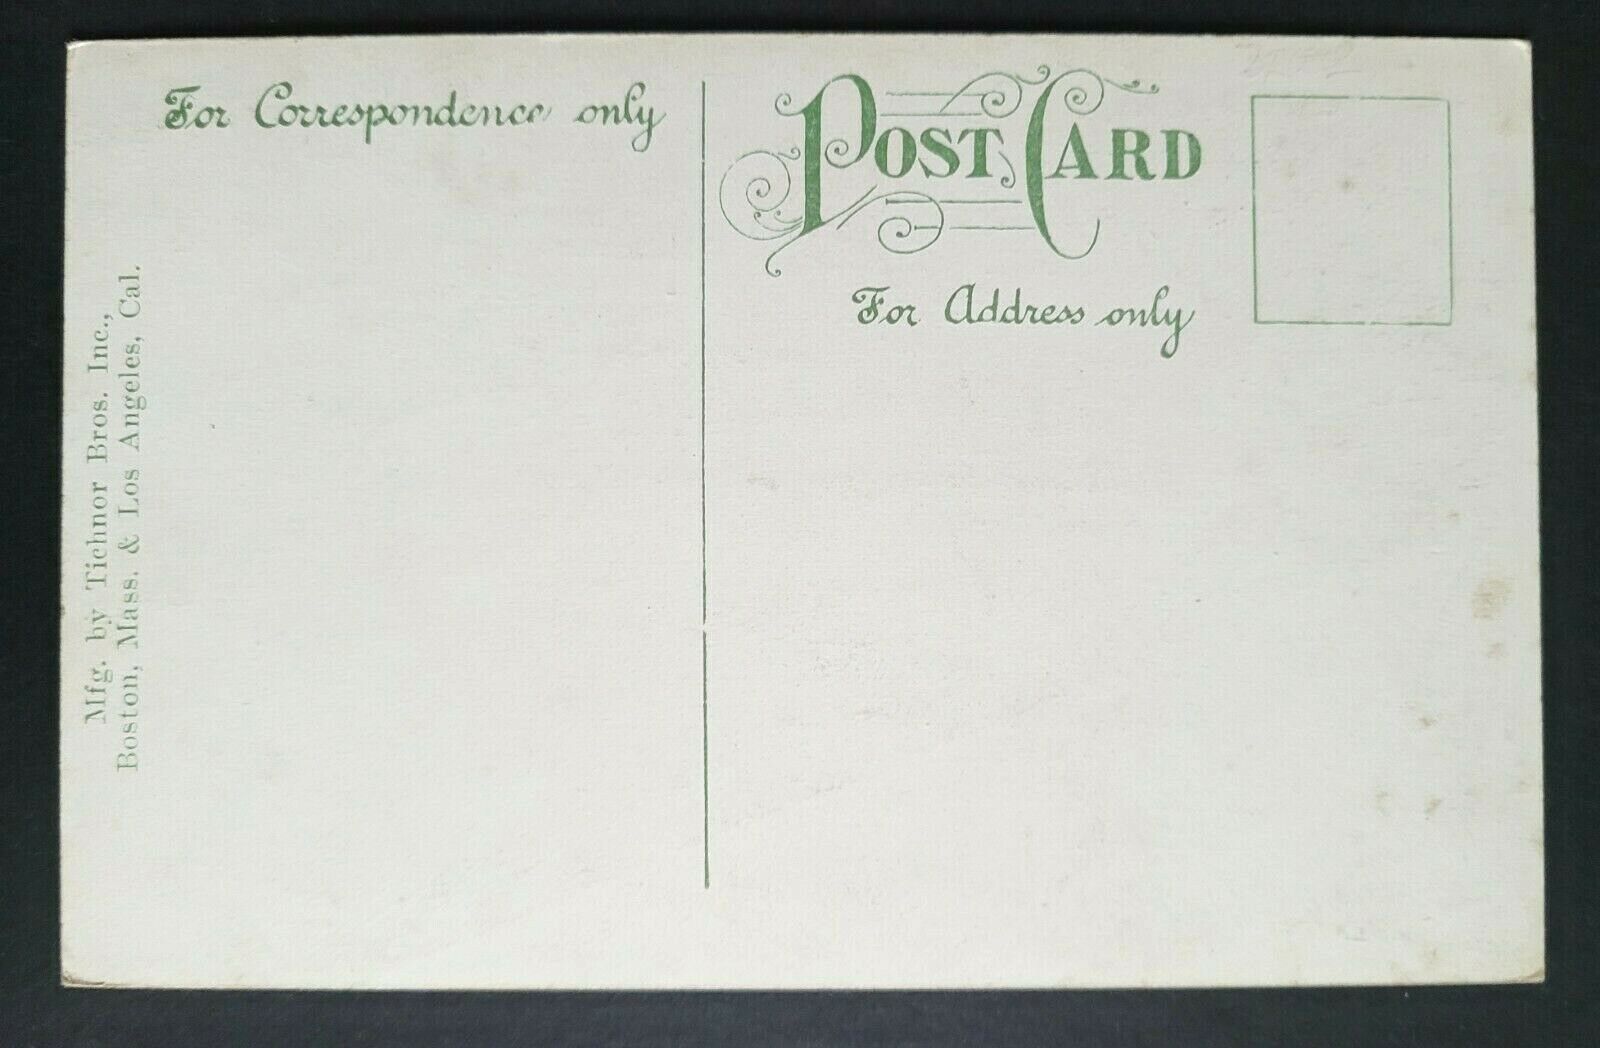 For Correspondence only
POST CARD
For Address only
Mfg. by Tichnor Bros. Inc.,
Boston, Mass. & Los Angeles, Cal.